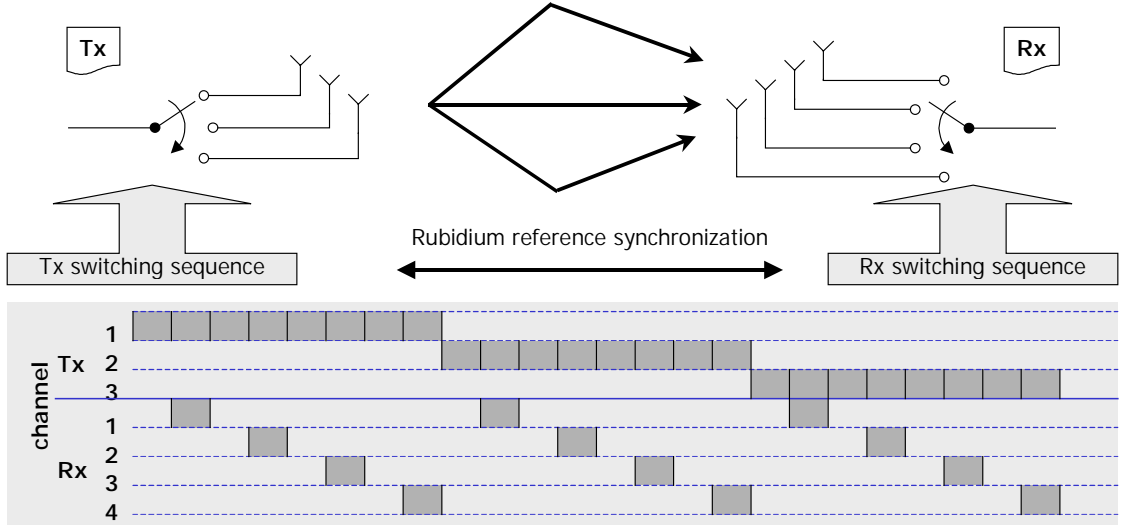 Tx
Rx
Rubidium reference synchronization
Tx switching sequence
Rx switching sequence
channel
Tx
1
2
3
Rx
1
2
3
4